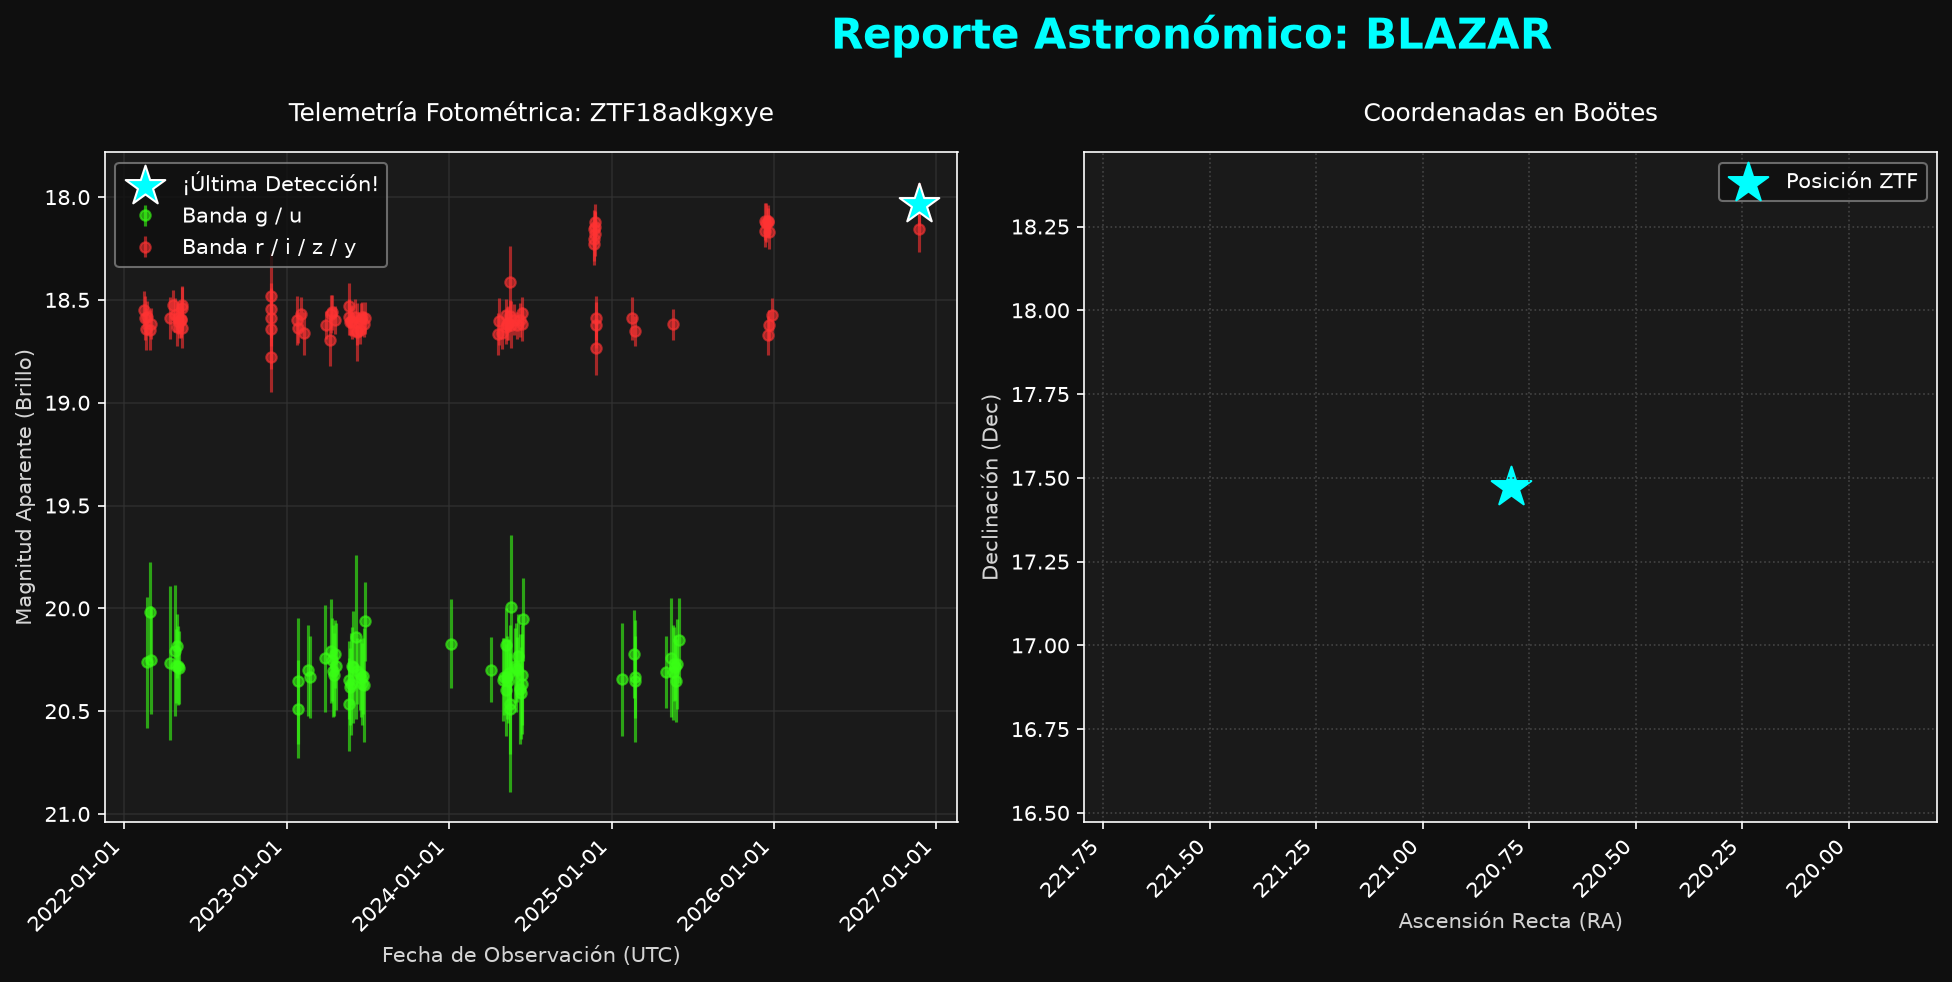 Reporte Astronómico: BLAZAR
Telemetría Fotométrica: ZTF18adkgxye
¡Última Detección!
Banda g / u
Banda r / i / z / y
Magnitud Aparente (Brillo)
18.0
18.5
19.0
19.5
20.0
20.5
21.0
2022-01-01
2023-01-01
2024-01-01
2025-01-01
2026-01-01
2027-01-01
Fecha de Observación (UTC)
Coordenadas en Boötes
Posición ZTF
Declinación (Dec)
18.25
18.00
17.75
17.50
17.25
17.00
16.75
16.50
221.75
221.50
221.25
221.00
220.75
220.50
220.25
220.00
Ascensión Recta (RA)